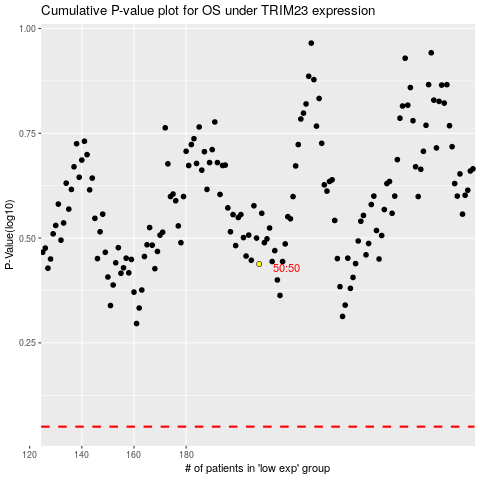 Cumulative P-value plot for OS under TRIM23 expression
P-Value(log10)
1.00
0.75
0.50
0.25
50:50
120 140 160 180
# of patients in 'low exp' group